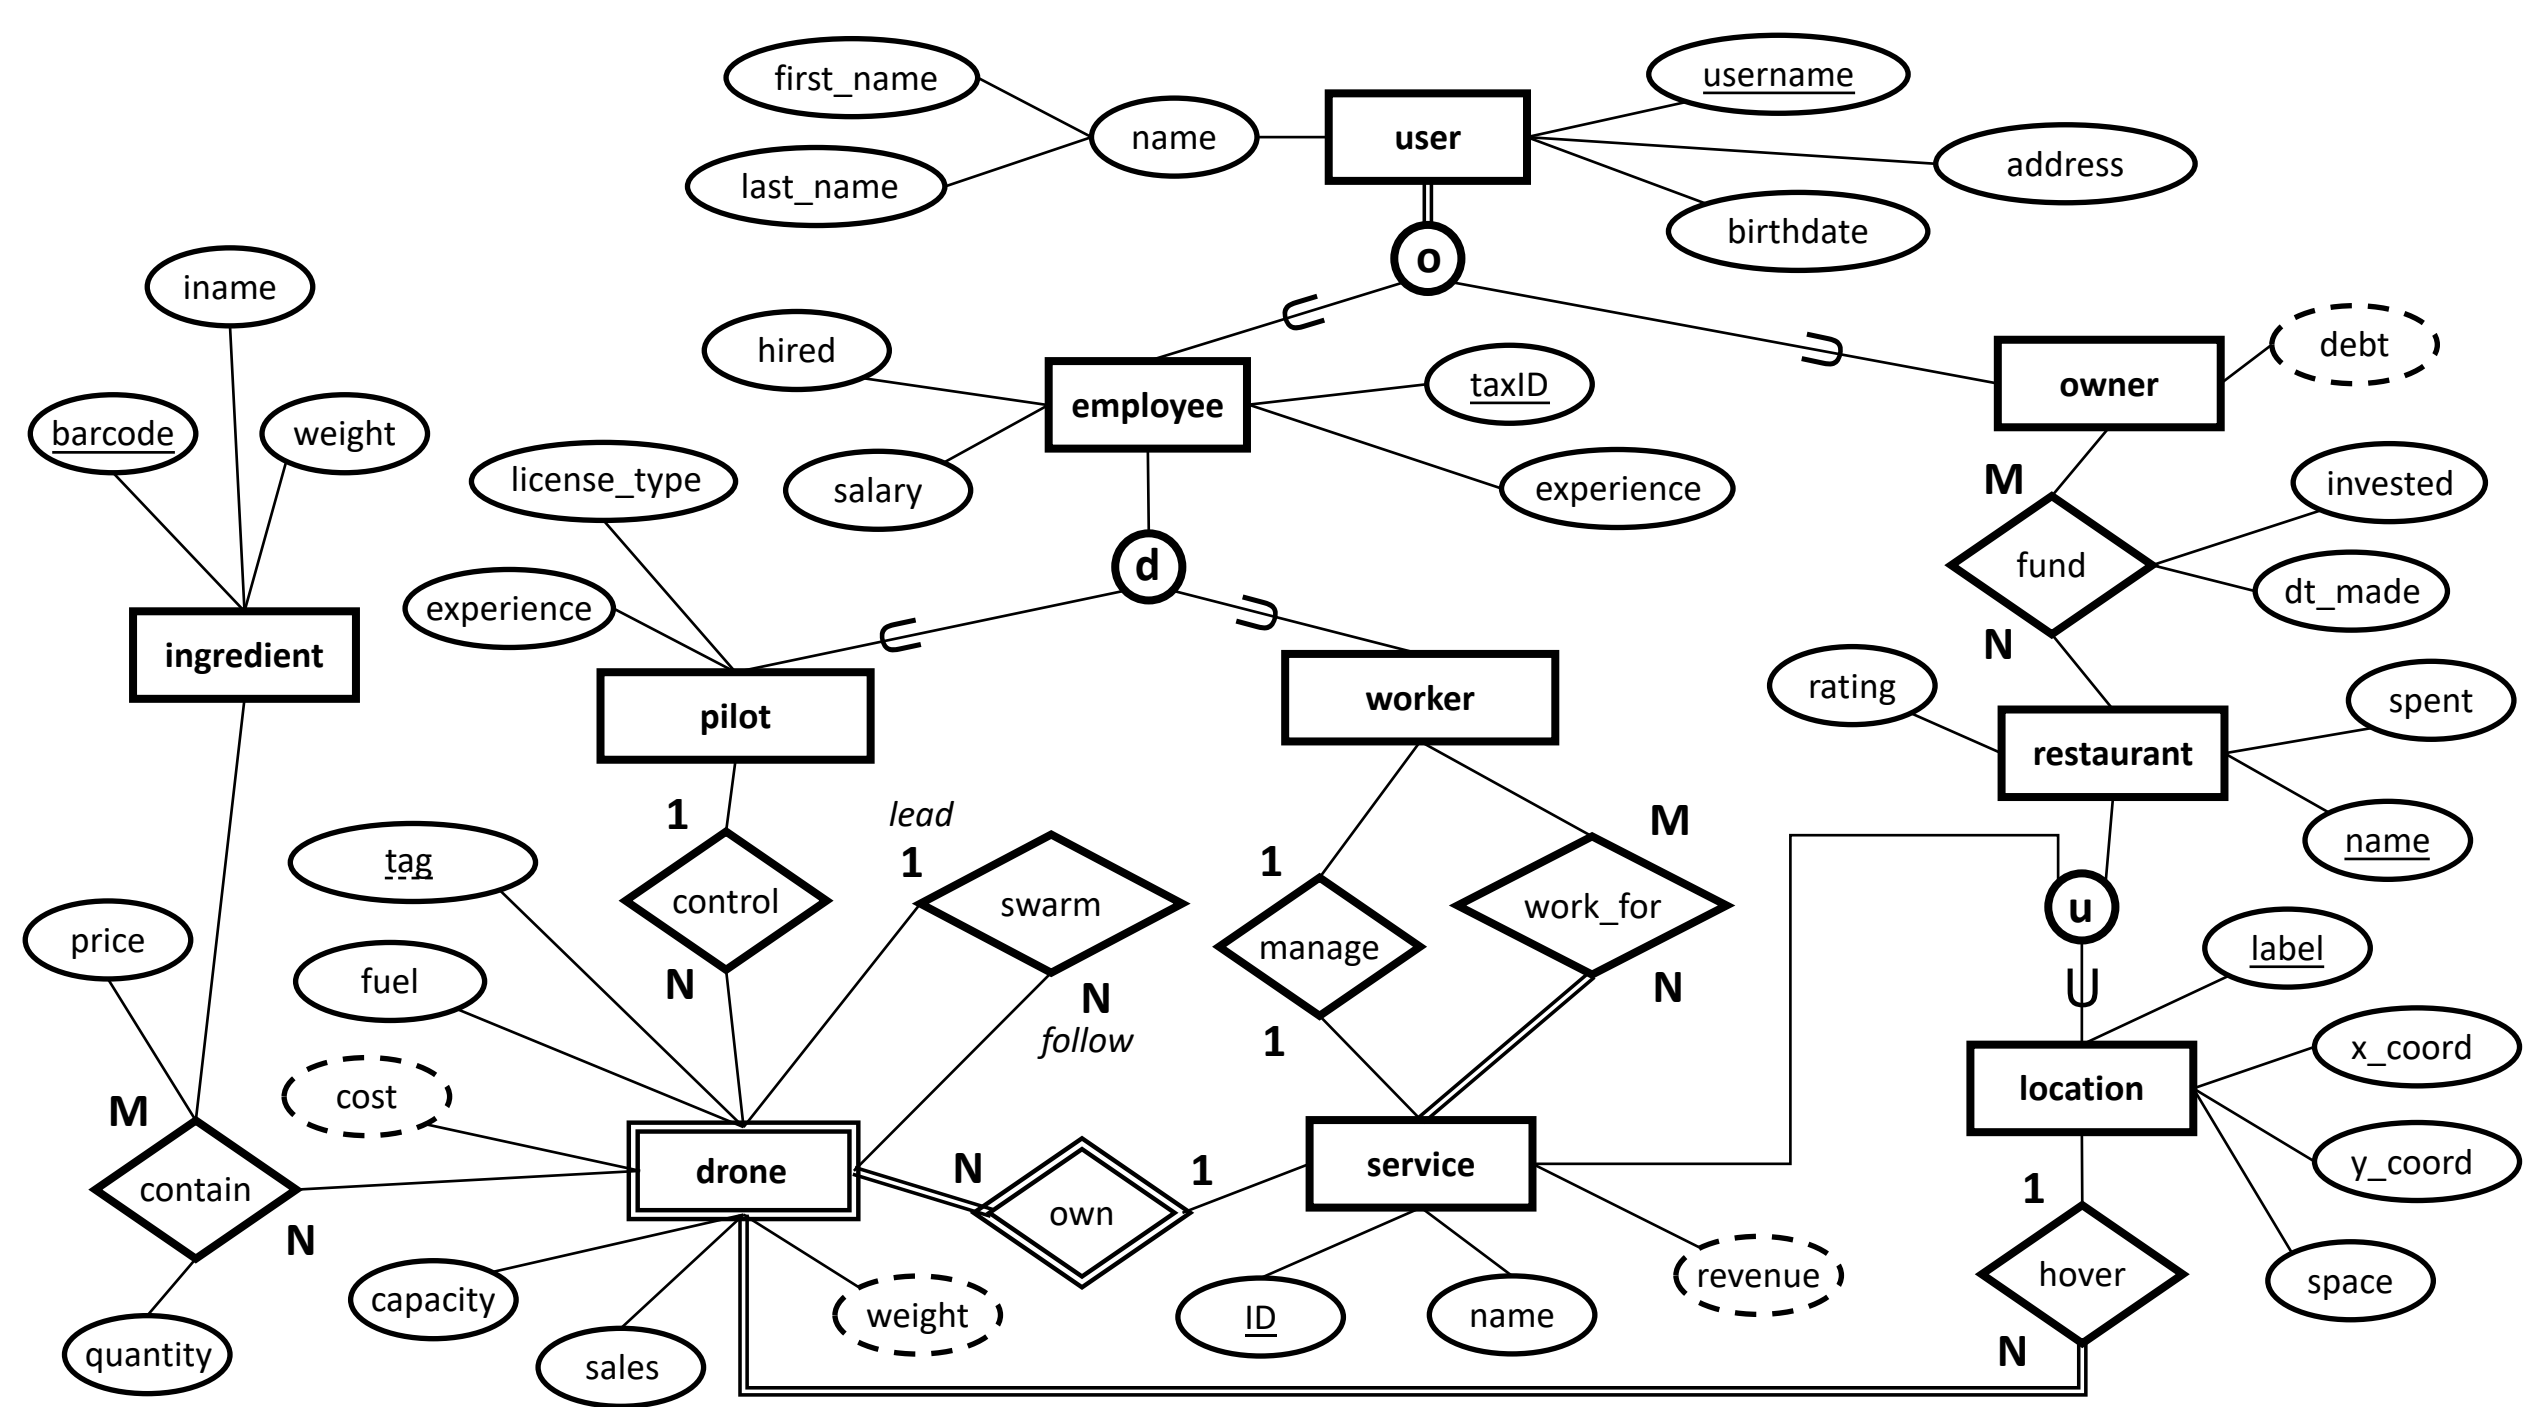 first_name
username
name
user
last_name
address
birthdate
o
iname
hired
debt
employee
taxID
owner
barcode
weight
license_type
salary
experience
M
invested
d
fund
dt_made
experience
N
ingredient
pilot
worker
rating
restaurant
spent
name
lead
1
1
1
M
tag
control
swarm
manage
work_for
u
label
price
fuel
N
N
follow
1
N
cost
M
x_coord
location
y_coord
contain
drone
N
own
1
service
1
N
capacity
weight
ID
name
revenue
hover
space
N
quantity
sales